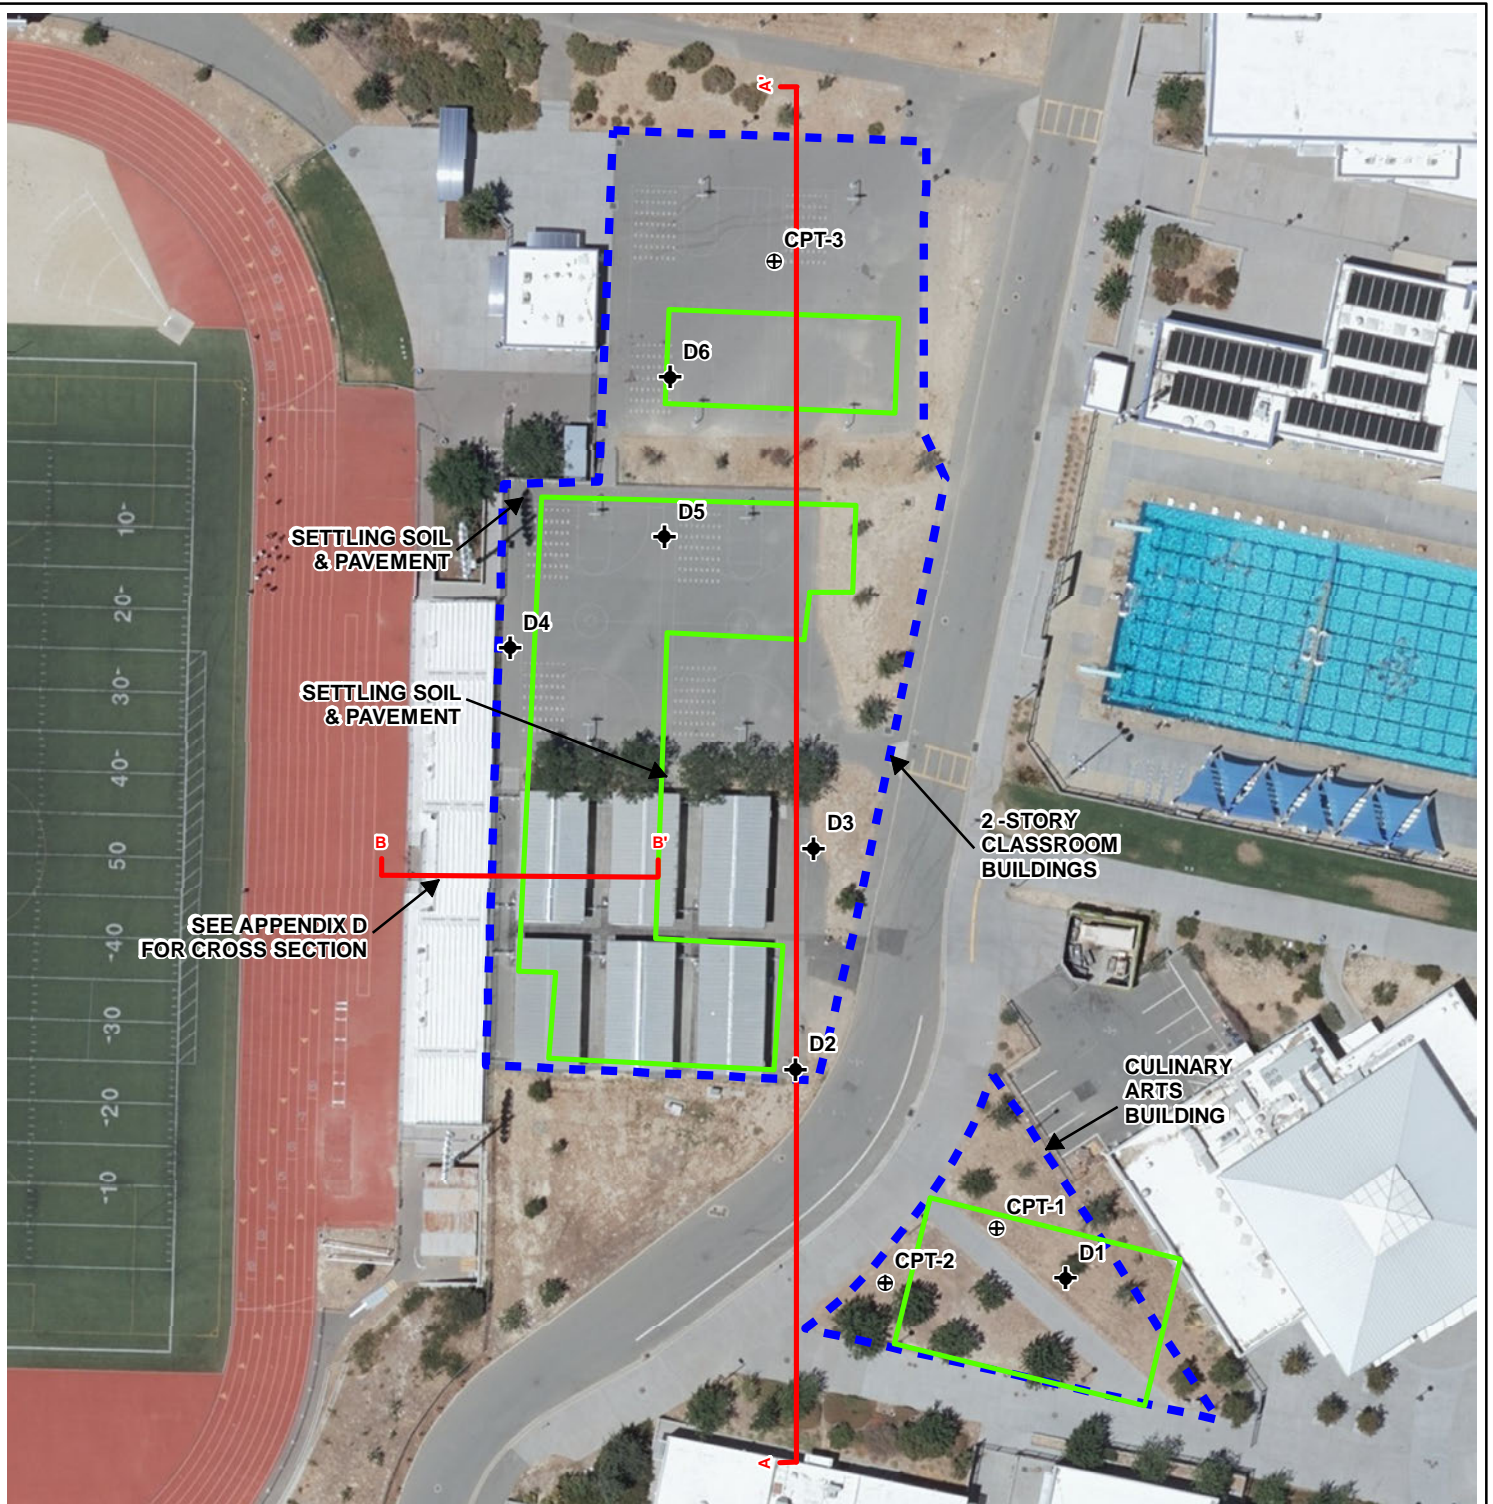 A'
CPT-3
D6
D5
SETTLING SOIL
& PAVEMENT
D4
SETTLING SOIL
& PAVEMENT
B
B'
D3
2 -STORY
CLASSROOM
BUILDINGS
SEE APPENDIX D
FOR CROSS SECTION
D2
CULINARY
ARTS
BUILDING
CPT-1
D1
CPT-2
A
10-
20-
30-
40-
50
-40
-30
-20
-10